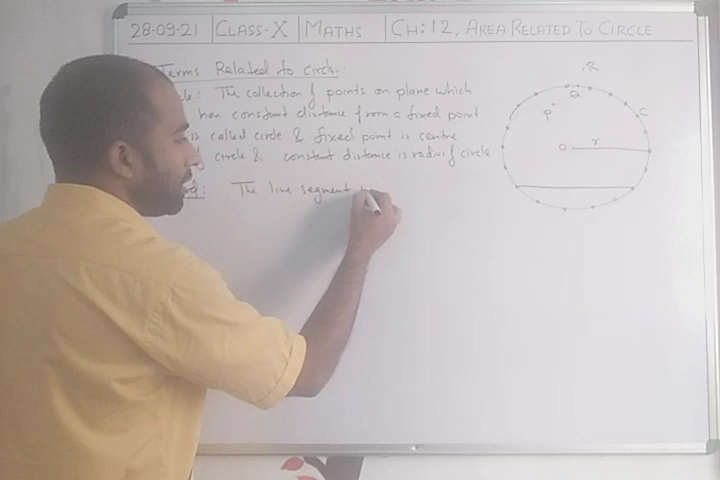 28-09-21 CLASS-X MATHS CH:12, AREA RELATED TO CIRCLE
Terms Related to circle.:
The collection of points on plane which
has constant distance from a fixed point
is called circle & fixed point is centre
of circle & constant distance is radius of circle
The line segment
R
Q
P
C
O
r